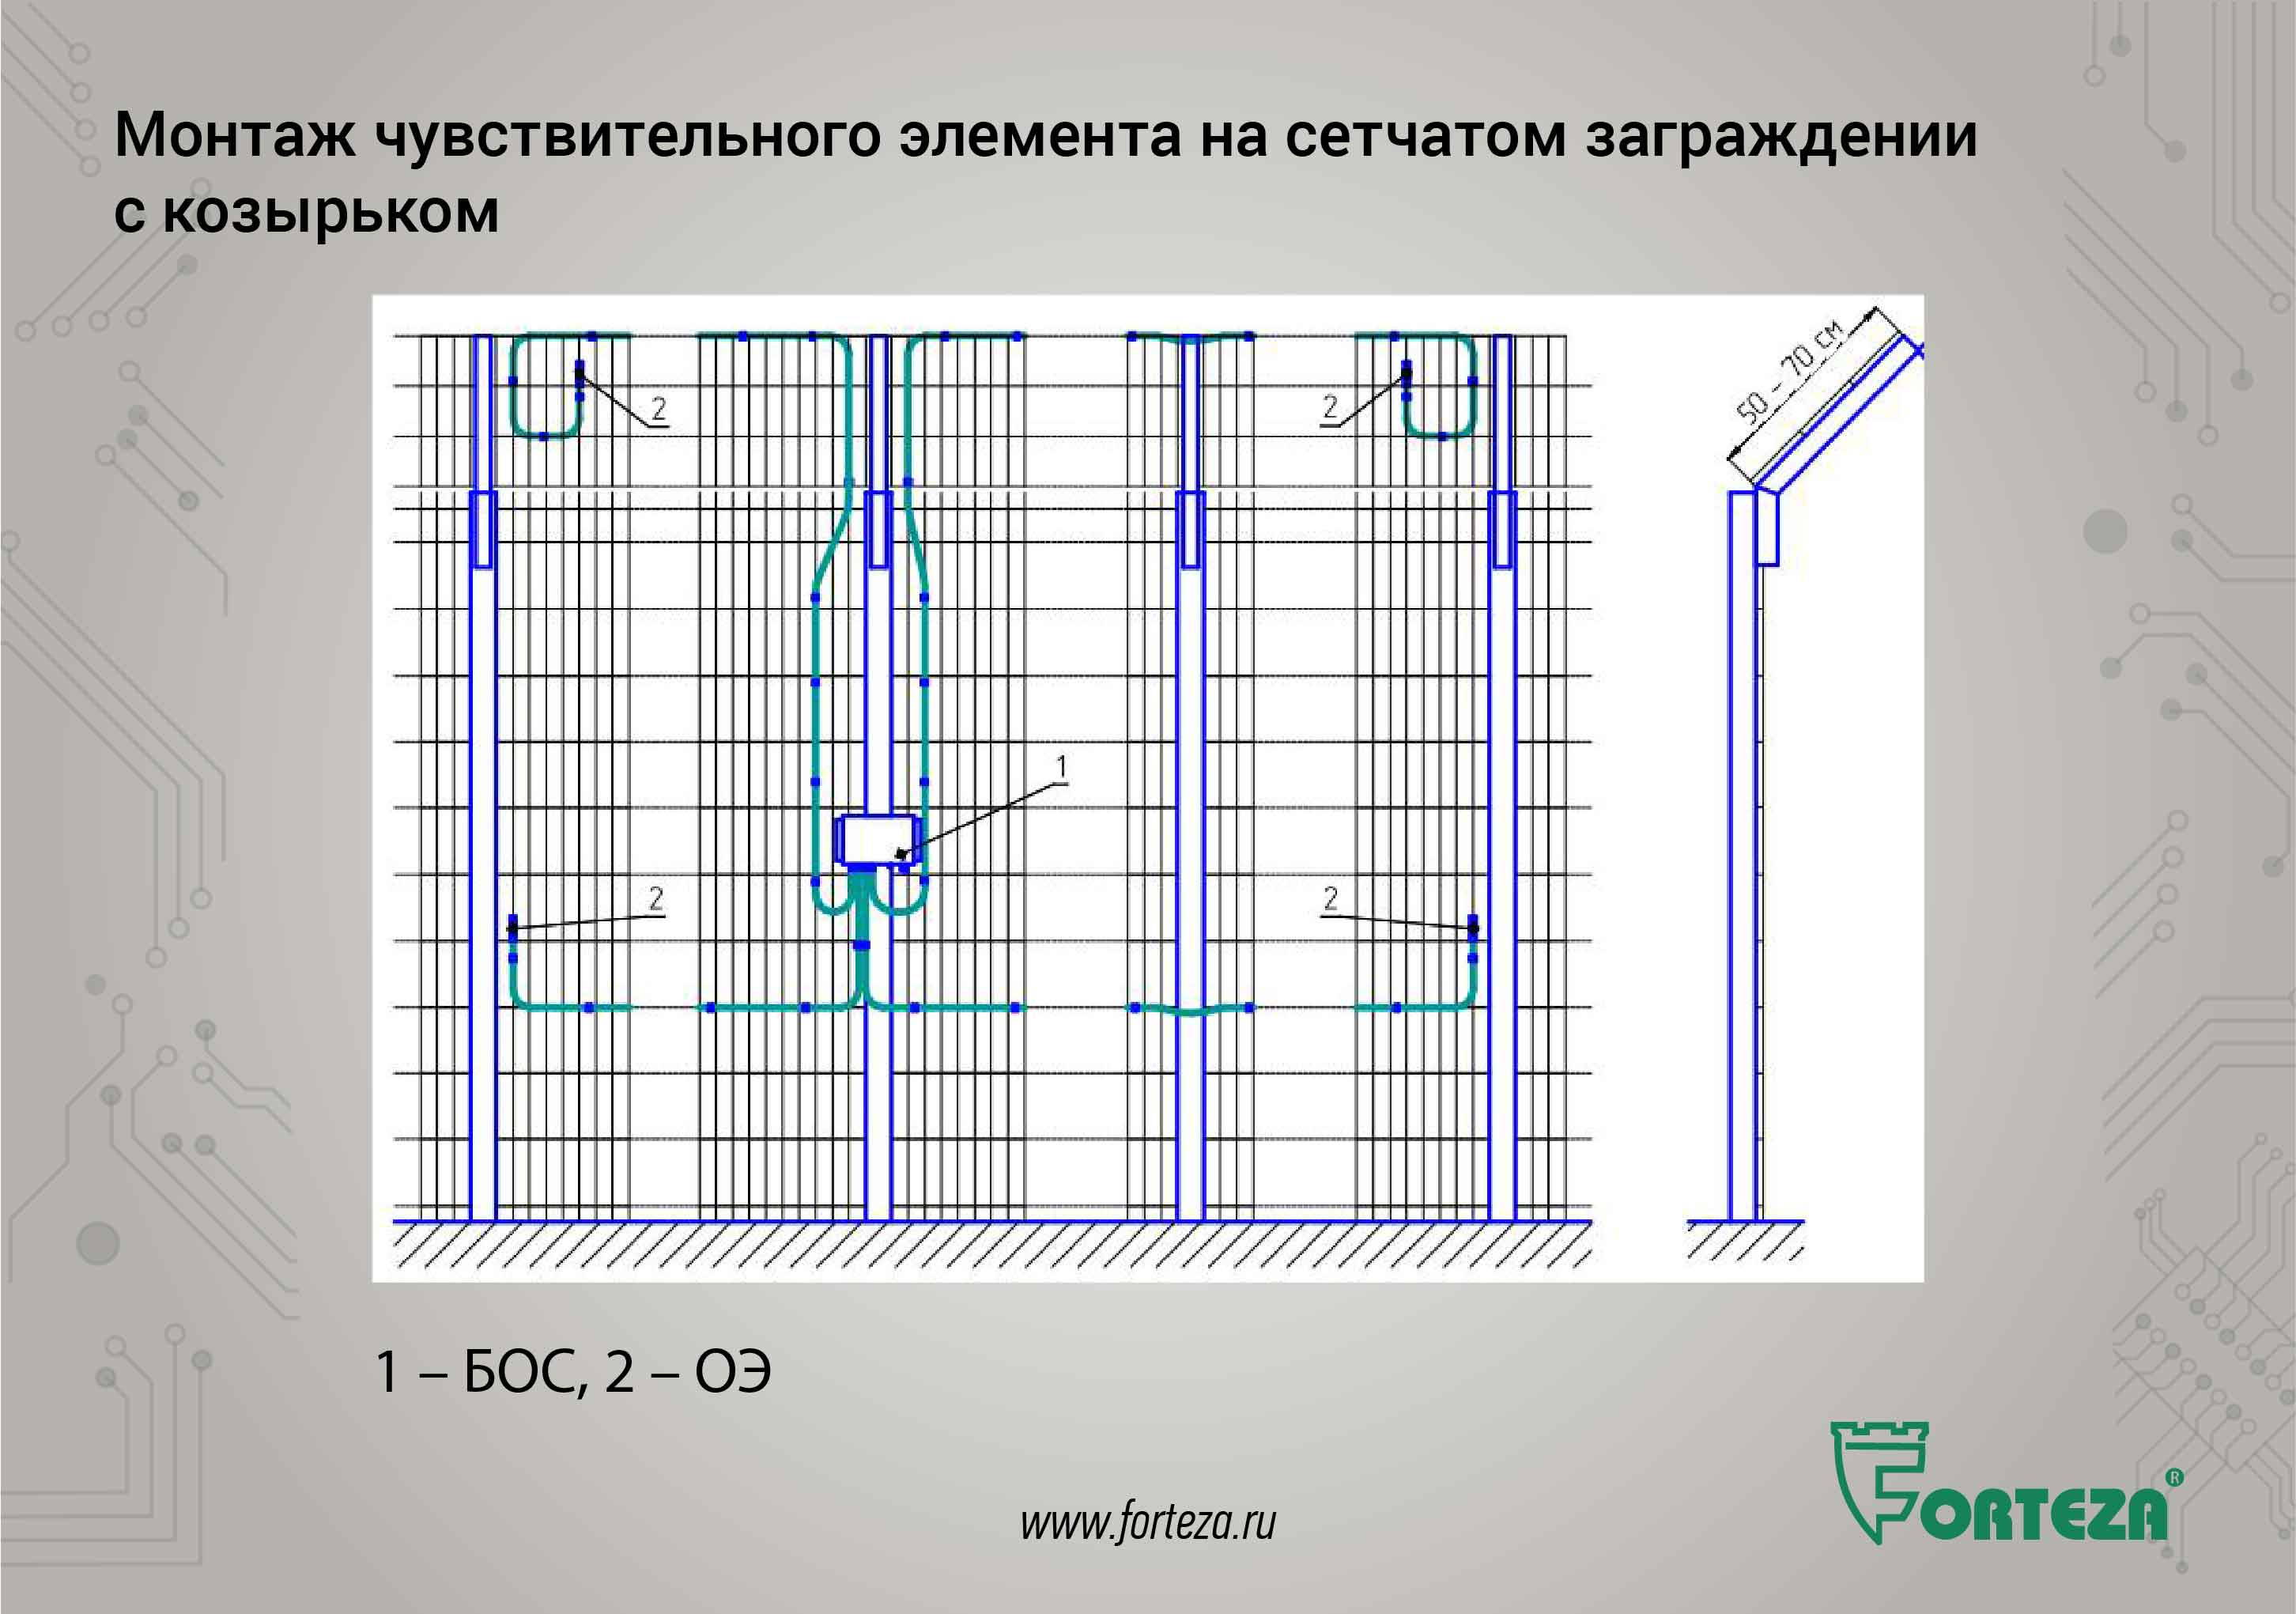 Монтаж чувствительного элемента на сетчатом заграждении
с козырьком
50 – 70 см
2
2
1
2
2
1 – БОС, 2 – ОЭ
www.forteza.ru
FORTEZA®